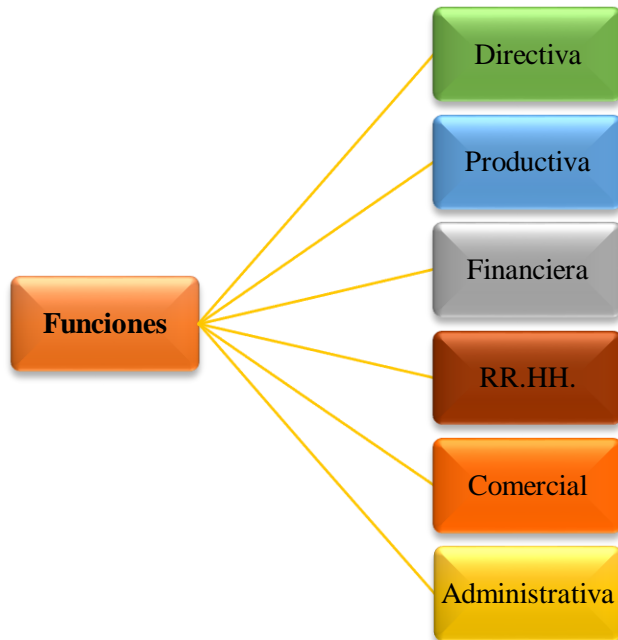 Funciones
Directiva
Productiva
Financiera
RR.HH.
Comercial
Administrativa